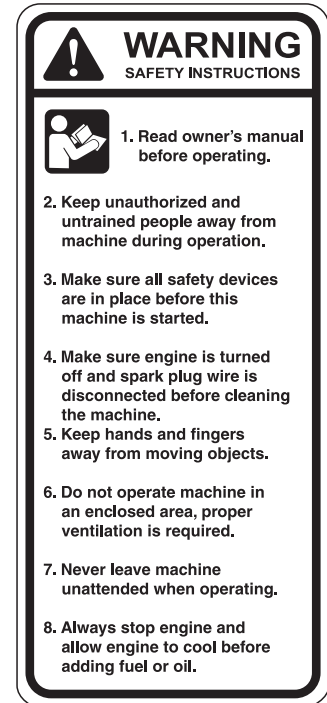 WARNING
SAFETY INSTRUCTIONS
1. Read owner's manual
before operating.
2. Keep unauthorized and
untrained people away from
machine during operation.
3. Make sure all safety devices
are in place before this
machine is started.
4. Make sure engine is turned
off and spark plug wire is
disconnected before cleaning
the machine.
5. Keep hands and fingers
away from moving objects.
6. Do not operate machine in
an enclosed area, proper
ventilation is required.
7. Never leave machine
unattended when operating.
8. Always stop engine and
allow engine to cool before
adding fuel or oil.